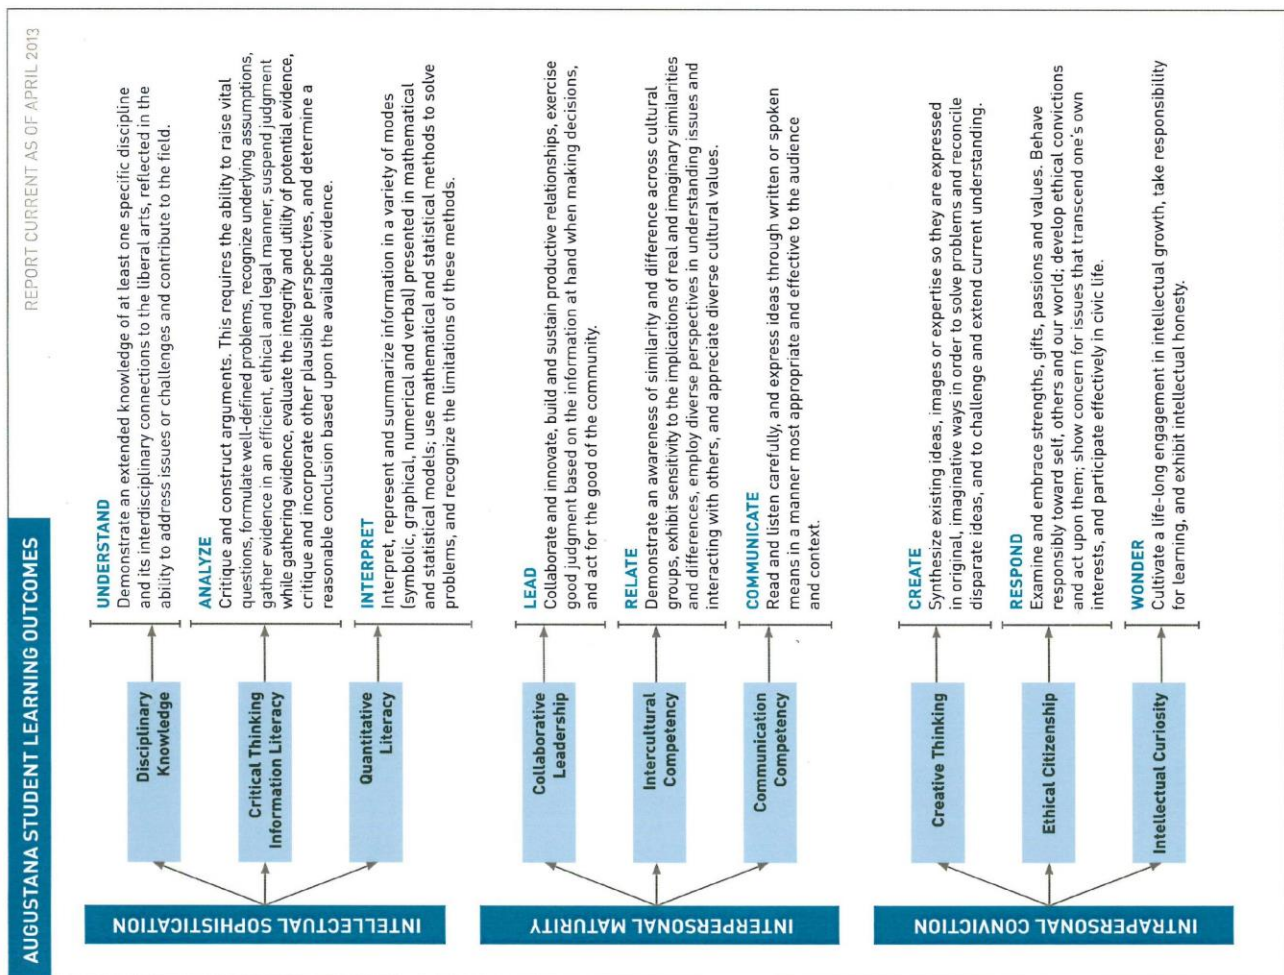 AUGUSTANA STUDENT LEARNING OUTCOMES
REPORT CURRENT AS OF APRIL 2013
INTELLECTUAL SOPHISTICATION
Disciplinary
Knowledge
UNDERSTAND
Demonstrate an extended knowledge of at least one specific discipline
and its interdisciplinary connections to the liberal arts, reflected in the
ability to address issues or challenges and contribute to the field.
Critical Thinking
Information Literacy
ANALYZE
Critique and construct arguments. This requires the ability to raise vital
questions, formulate well-defined problems, recognize underlying assumptions,
gather evidence in an efficient, ethical and legal manner, suspend judgment
while gathering evidence, evaluate the integrity and utility of potential evidence,
critique and incorporate other plausible perspectives, and determine a
reasonable conclusion based upon the available evidence.
Quantitative
Literacy
INTERPRET
Interpret, represent and summarize information in a variety of modes
(symbolic, graphical, numerical and verbal) presented in mathematical
and statistical models; use mathematical and statistical methods to solve
problems, and recognize the limitations of these methods.
INTERPERSONAL MATURITY
Collaborative
Leadership
LEAD
Collaborate and innovate, build and sustain productive relationships, exercise
good judgment based on the information at hand when making decisions,
and act for the good of the community.
Intercultural
Competency
RELATE
Demonstrate an awareness of similarity and difference across cultural
groups, exhibit sensitivity to the implications of real and imaginary similarities
and differences, employ diverse perspectives in understanding issues and
interacting with others, and appreciate diverse cultural values.
Communication
Competency
COMMUNICATE
Read and listen carefully, and express ideas through written or spoken
means in a manner most appropriate and effective to the audience
and context.
INTRAPERSONAL CONVICTION
Creative Thinking
CREATE
Synthesize existing ideas, images or expertise so they are expressed
in original, imaginative ways in order to solve problems and reconcile
disparate ideas, and to challenge and extend current understanding.
Ethical Citizenship
RESPOND
Examine and embrace strengths, gifts, passions and values. Behave
responsibly toward self, others and our world; develop ethical convictions
and act upon them; show concern for issues that transcend one's own
interests, and participate effectively in civic life.
Intellectual Curiosity
WONDER
Cultivate a life-long engagement in intellectual growth, take responsibility
for learning, and exhibit intellectual honesty.